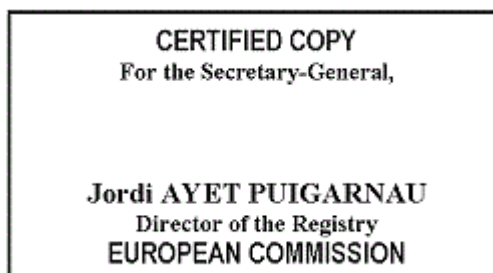 CERTIFIED COPY
For the Secretary-General,
Jordi AYET PUIGARNAU
Director of the Registry
EUROPEAN COMMISSION